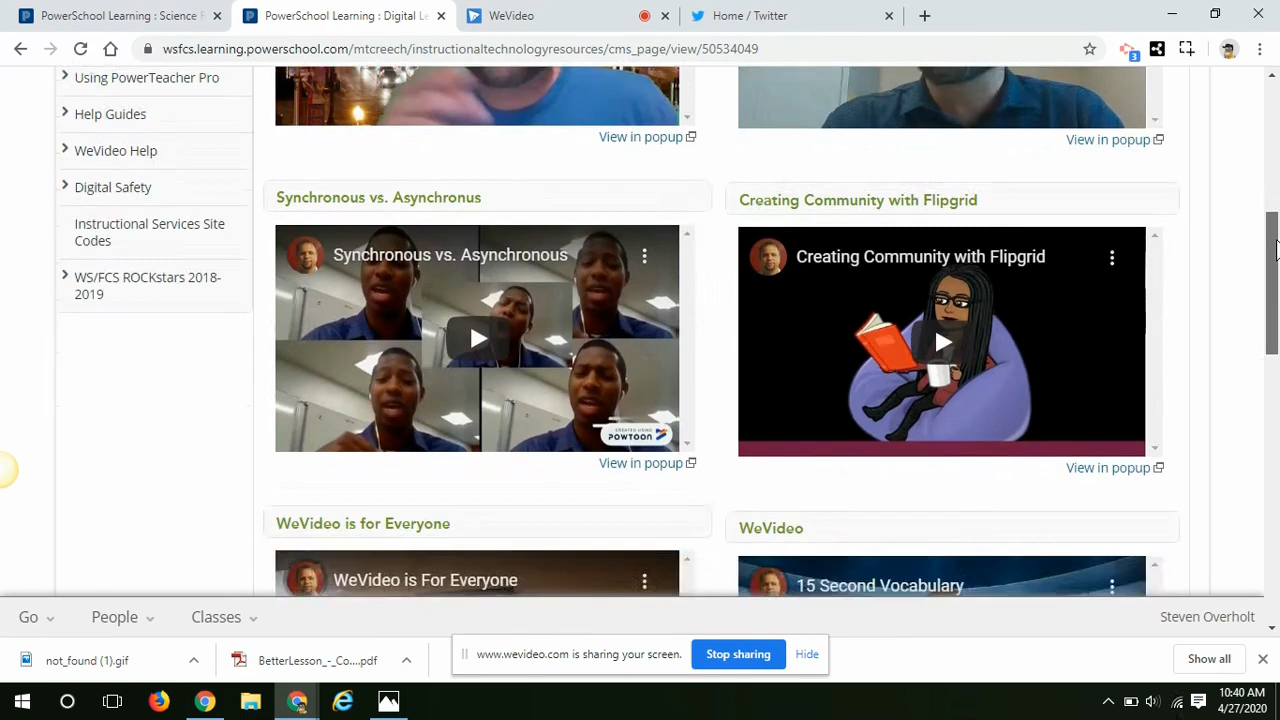 PowerSchool Learning : Science R
PowerSchool Learning : Digital Le
WeVideo
Home / Twitter
wsfcs.learning.powerschool.com/mtcreech/instructionaltechnologyresources/cms_page/view/50534049
3
Using PowerTeacher Pro
Help Guides
WeVideo Help
Digital Safety
Instructional Services Site
Codes
WS/FCS ROCKstars 2018-
2019
View in popup
View in popup
Synchronous vs. Asynchronus
Creating Community with Flipgrid
Synchronous vs. Asynchronous
Creating Community with Flipgrid
CREATED USING
POWTOON
View in popup
View in popup
WeVideo is for Everyone
WeVideo
WeVideo is For Everyone
15 Second Vocabulary
Go
People
Classes
Steven Overholt
not_found (1).gif
BetterLesson_-_Co....pdf
www.wevideo.com is sharing your screen.
Stop sharing
Hide
Show all
10:40 AM
4/27/2020